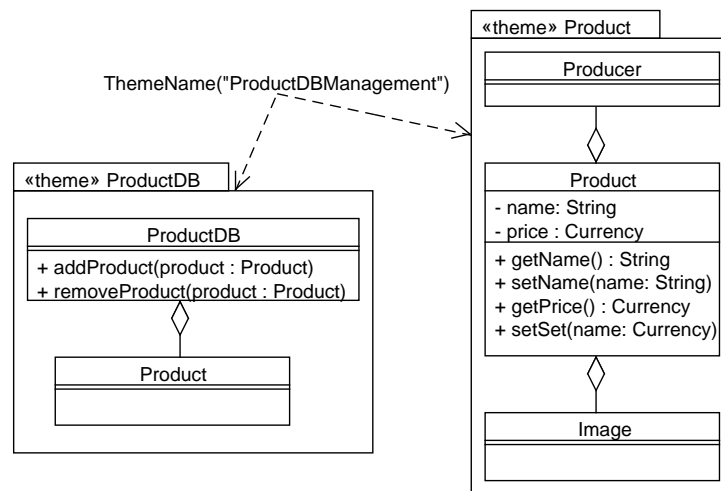 «theme» Product
Producer
ThemeName("ProductDBManagement")
Product
- name: String
- price : Currency
+ getName() : String
+ setName(name: String)
+ getPrice() : Currency
+ setSet(name: Currency)
Image
«theme» ProductDB
ProductDB
+ addProduct(product : Product)
+ removeProduct(product : Product)
Product